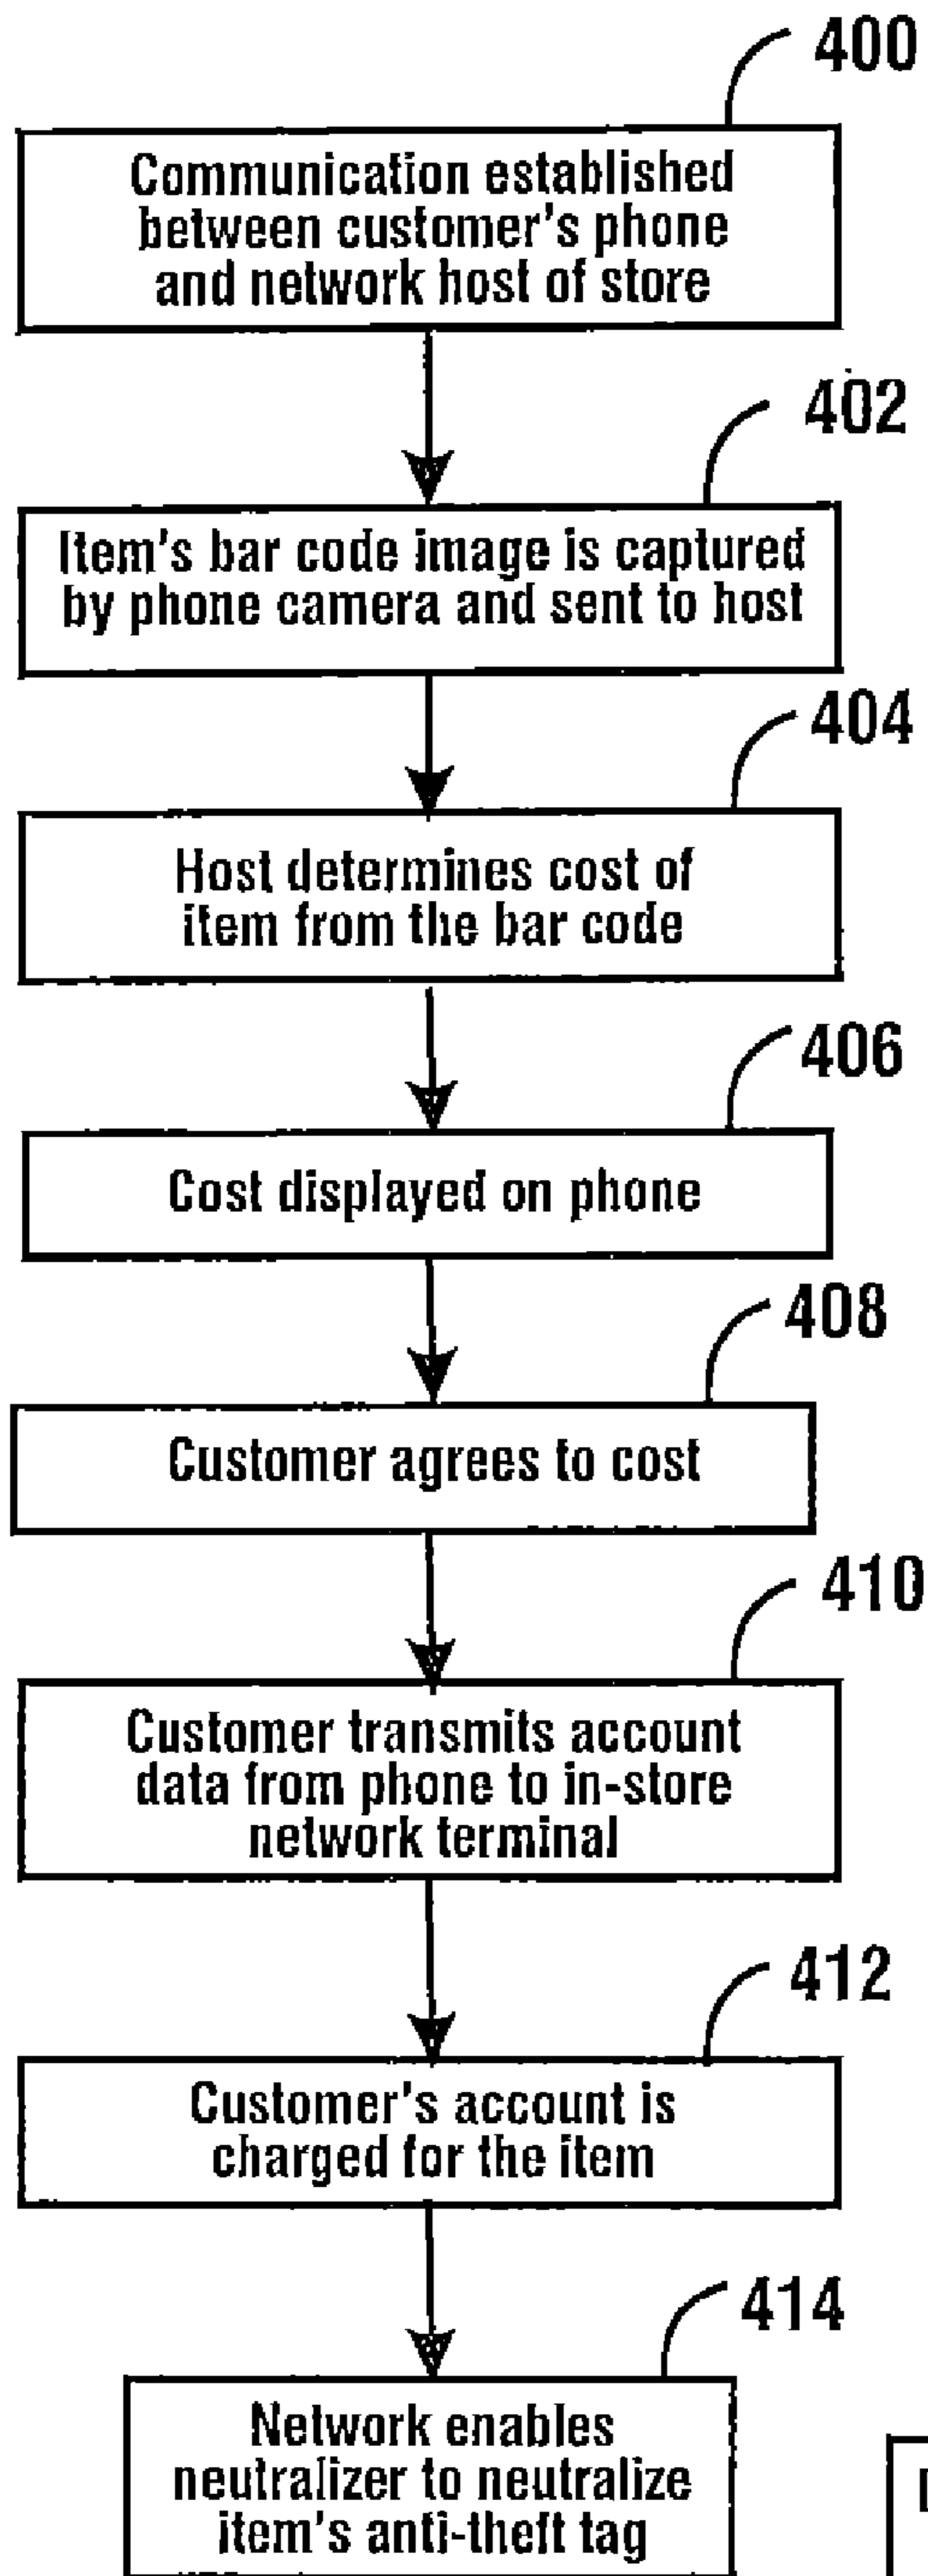 400
Communication established
between customer's phone
and network host of store
402
Item's bar code image is captured
by phone camera and sent to host
404
Host determines cost of
item from the bar code
406
Cost displayed on phone
408
Customer agrees to cost
410
Customer transmits account
data from phone to in-store
network terminal
412
Customer's account is
charged for the item
414
Network enables
neutralizer to neutralize
item's anti-theft tag